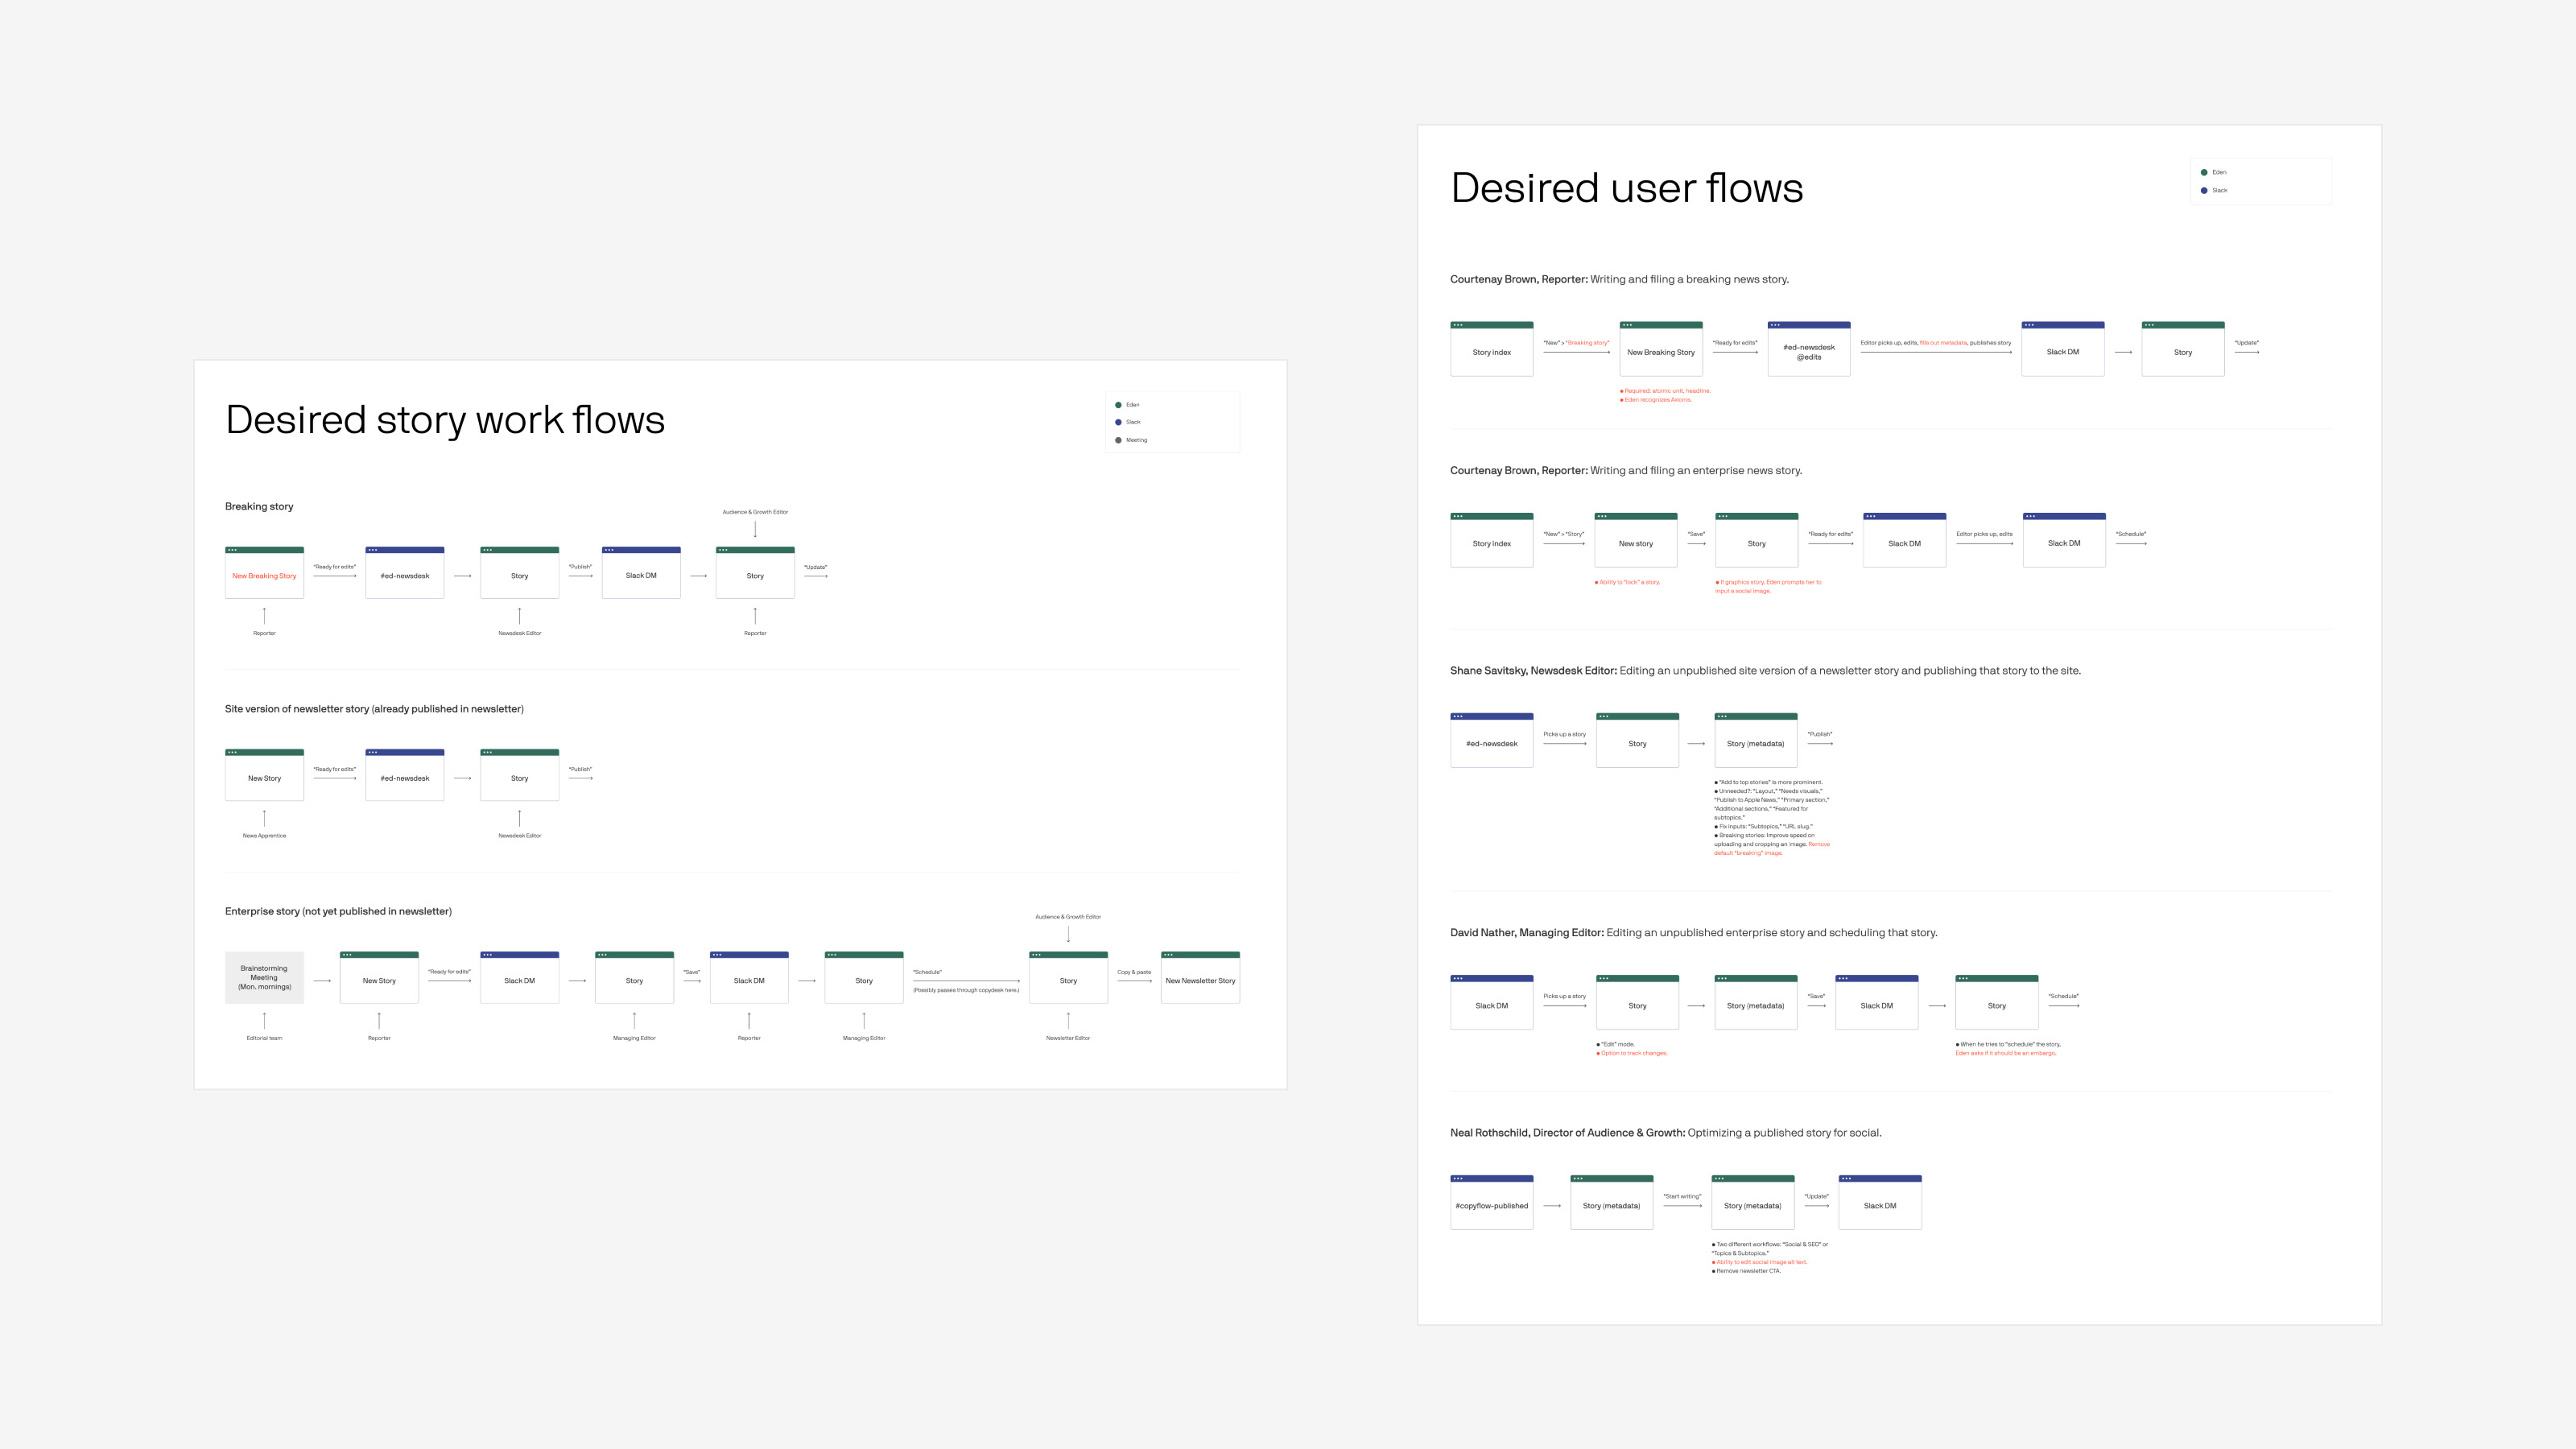 Desired story work flows
Eden
Slack
Meeting
Breaking story
Audience & Growth Editor
New Breaking Story
"Ready for edits"
#ed-newsdesk
Story
"Publish"
Slack DM
Story
"Update"
Reporter
Newsdesk Editor
Reporter
Site version of newsletter story (already published in newsletter)
New Story
"Ready for edits"
#ed-newsdesk
Story
"Publish"
News Apprentice
Newsdesk Editor
Enterprise story (not yet published in newsletter)
Audience & Growth Editor
Brainstorming
Meeting
(Mon. mornings)
New Story
"Ready for edits"
Slack DM
Story
"Save"
Slack DM
Story
"Schedule"
(Possibly passes through copydesk here.)
Story
Copy & paste
New Newsletter Story
Editorial team
Reporter
Managing Editor
Reporter
Managing Editor
Newsletter Editor
Desired user flows
Eden
Slack
Courtenay Brown, Reporter: Writing and filing a breaking news story.
Story index
"New" > "Breaking story"
New Breaking Story
"Ready for edits"
#ed-newsdesk
@edits
Editor picks up, edits, fills out metadata, publishes story
Slack DM
Story
"Update"
● Required: atomic unit, headline.
● Eden recognizes Axioms.
Courtenay Brown, Reporter: Writing and filing an enterprise news story.
Story index
"New" > "Story"
New story
"Save"
Story
"Ready for edits"
Slack DM
Editor picks up, edits
Slack DM
"Schedule"
● Ability to "lock" a story.
● If graphics story, Eden prompts her to
input a social image.
Shane Savitsky, Newsdesk Editor: Editing an unpublished site version of a newsletter story and publishing that story to the site.
#ed-newsdesk
Picks up a story
Story
Story (metadata)
"Publish"
● "Add to top stories" is more prominent.
● Unneeded?: "Layout," "Needs visuals,"
"Publish to Apple News," "Primary section,"
"Additional sections," "Featured for
subtopics."
● Fix inputs: "Subtopics," "URL slug."
● Breaking stories: Improve speed on
uploading and cropping an image. Remove
default "breaking" image.
David Nather, Managing Editor: Editing an unpublished enterprise story and scheduling that story.
Slack DM
Picks up a story
Story
Story (metadata)
"Save"
Slack DM
Story
"Schedule"
● "Edit" mode.
● Option to track changes.
● When he tries to "schedule" the story,
Eden asks if it should be an embargo.
Neal Rothschild, Director of Audience & Growth: Optimizing a published story for social.
#copyflow-published
Story (metadata)
"Start writing"
Story (metadata)
"Update"
Slack DM
● Two different workflows: "Social & SEO" or
"Topics & Subtopics."
● Ability to edit social image alt text.
● Remove newsletter CTA.